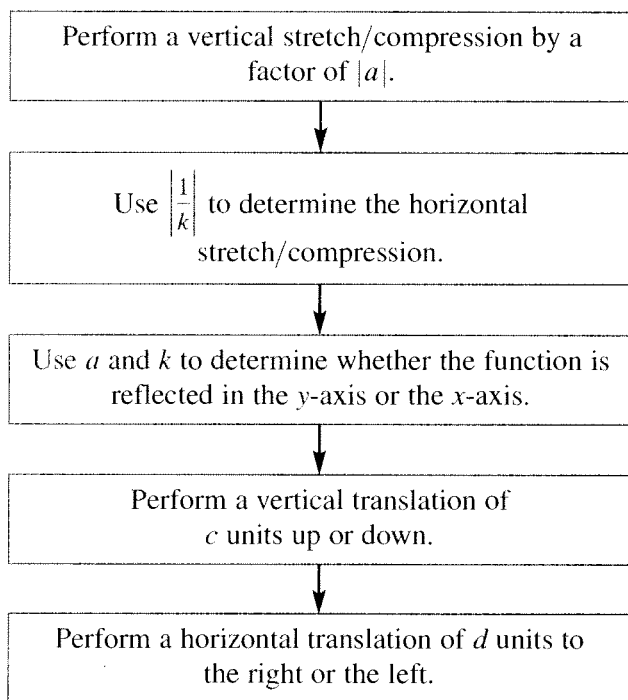 Perform a vertical stretch/compression by a
factor of |a|.
Use |1/k| to determine the horizontal
stretch/compression.
Use a and k to determine whether the function is
reflected in the y-axis or the x-axis.
Perform a vertical translation of
c units up or down.
Perform a horizontal translation of d units to
the right or the left.